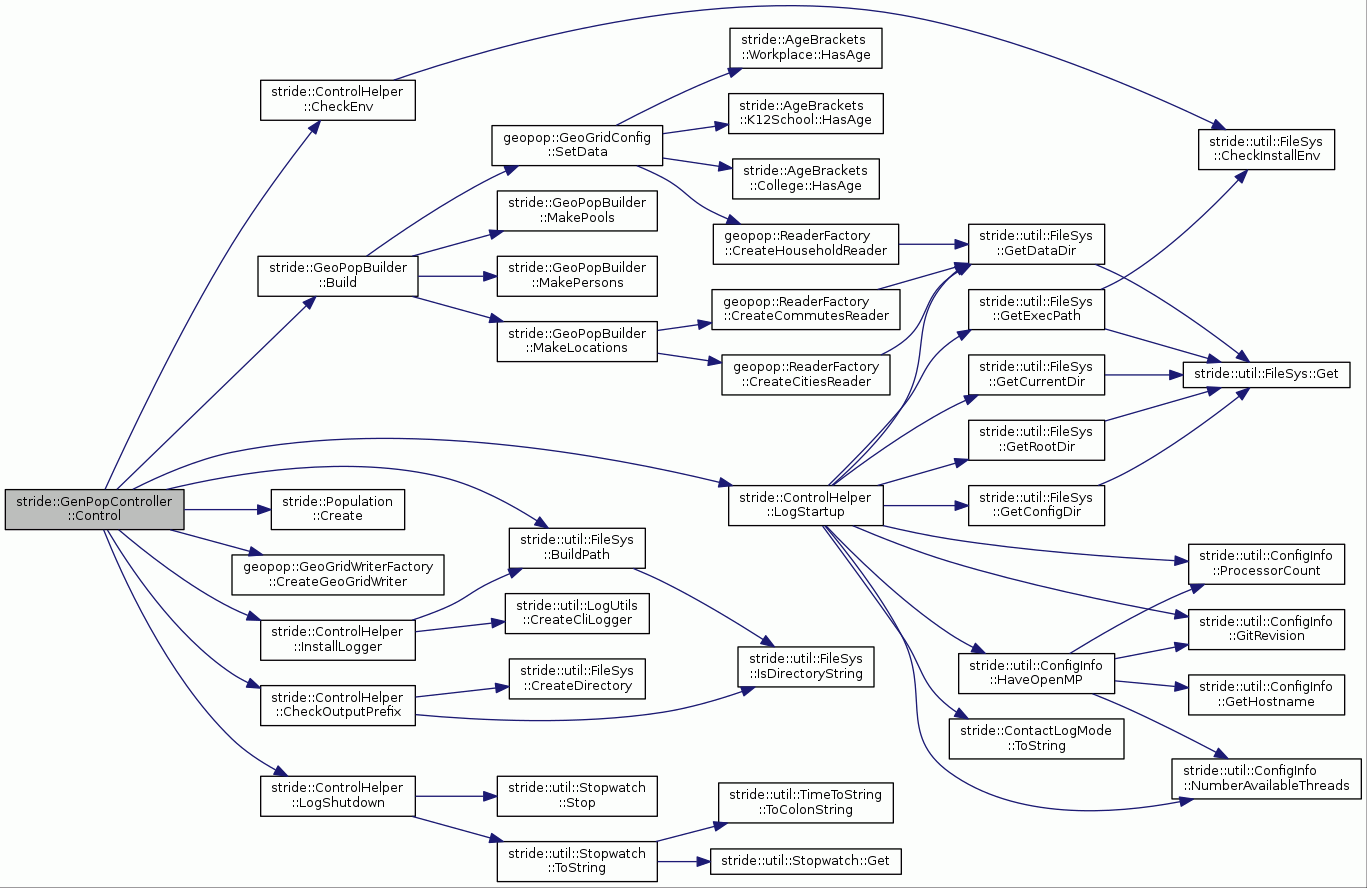 stride::GenPopController
::Control
stride::ControlHelper
::CheckEnv
stride::GeoPopBuilder
::Build
stride::Population
::Create
geopop::GeoGridWriterFactory
::CreateGeoGridWriter
stride::ControlHelper
::InstallLogger
stride::ControlHelper
::CheckOutputPrefix
stride::ControlHelper
::LogShutdown
geopop::GeoGridConfig
::SetData
stride::GeoPopBuilder
::MakePools
stride::GeoPopBuilder
::MakePersons
stride::GeoPopBuilder
::MakeLocations
stride::util::FileSys
::BuildPath
stride::util::LogUtils
::CreateCliLogger
stride::util::FileSys
::CreateDirectory
stride::util::Stopwatch
::Stop
stride::util::Stopwatch
::ToString
stride::AgeBrackets
::Workplace::HasAge
stride::AgeBrackets
::K12School::HasAge
stride::AgeBrackets
::College::HasAge
geopop::ReaderFactory
::CreateHouseholdReader
geopop::ReaderFactory
::CreateCommutesReader
geopop::ReaderFactory
::CreateCitiesReader
stride::ControlHelper
::LogStartup
stride::util::FileSys
::IsDirectoryString
stride::util::TimeToString
::ToColonString
stride::util::Stopwatch::Get
stride::util::FileSys
::GetDataDir
stride::util::FileSys
::GetExecPath
stride::util::FileSys
::GetCurrentDir
stride::util::FileSys
::GetRootDir
stride::util::FileSys
::GetConfigDir
stride::util::ConfigInfo
::HaveOpenMP
stride::ContactLogMode
::ToString
stride::util::FileSys
::CheckInstallEnv
stride::util::FileSys::Get
stride::util::ConfigInfo
::ProcessorCount
stride::util::ConfigInfo
::GitRevision
stride::util::ConfigInfo
::GetHostname
stride::util::ConfigInfo
::NumberAvailableThreads